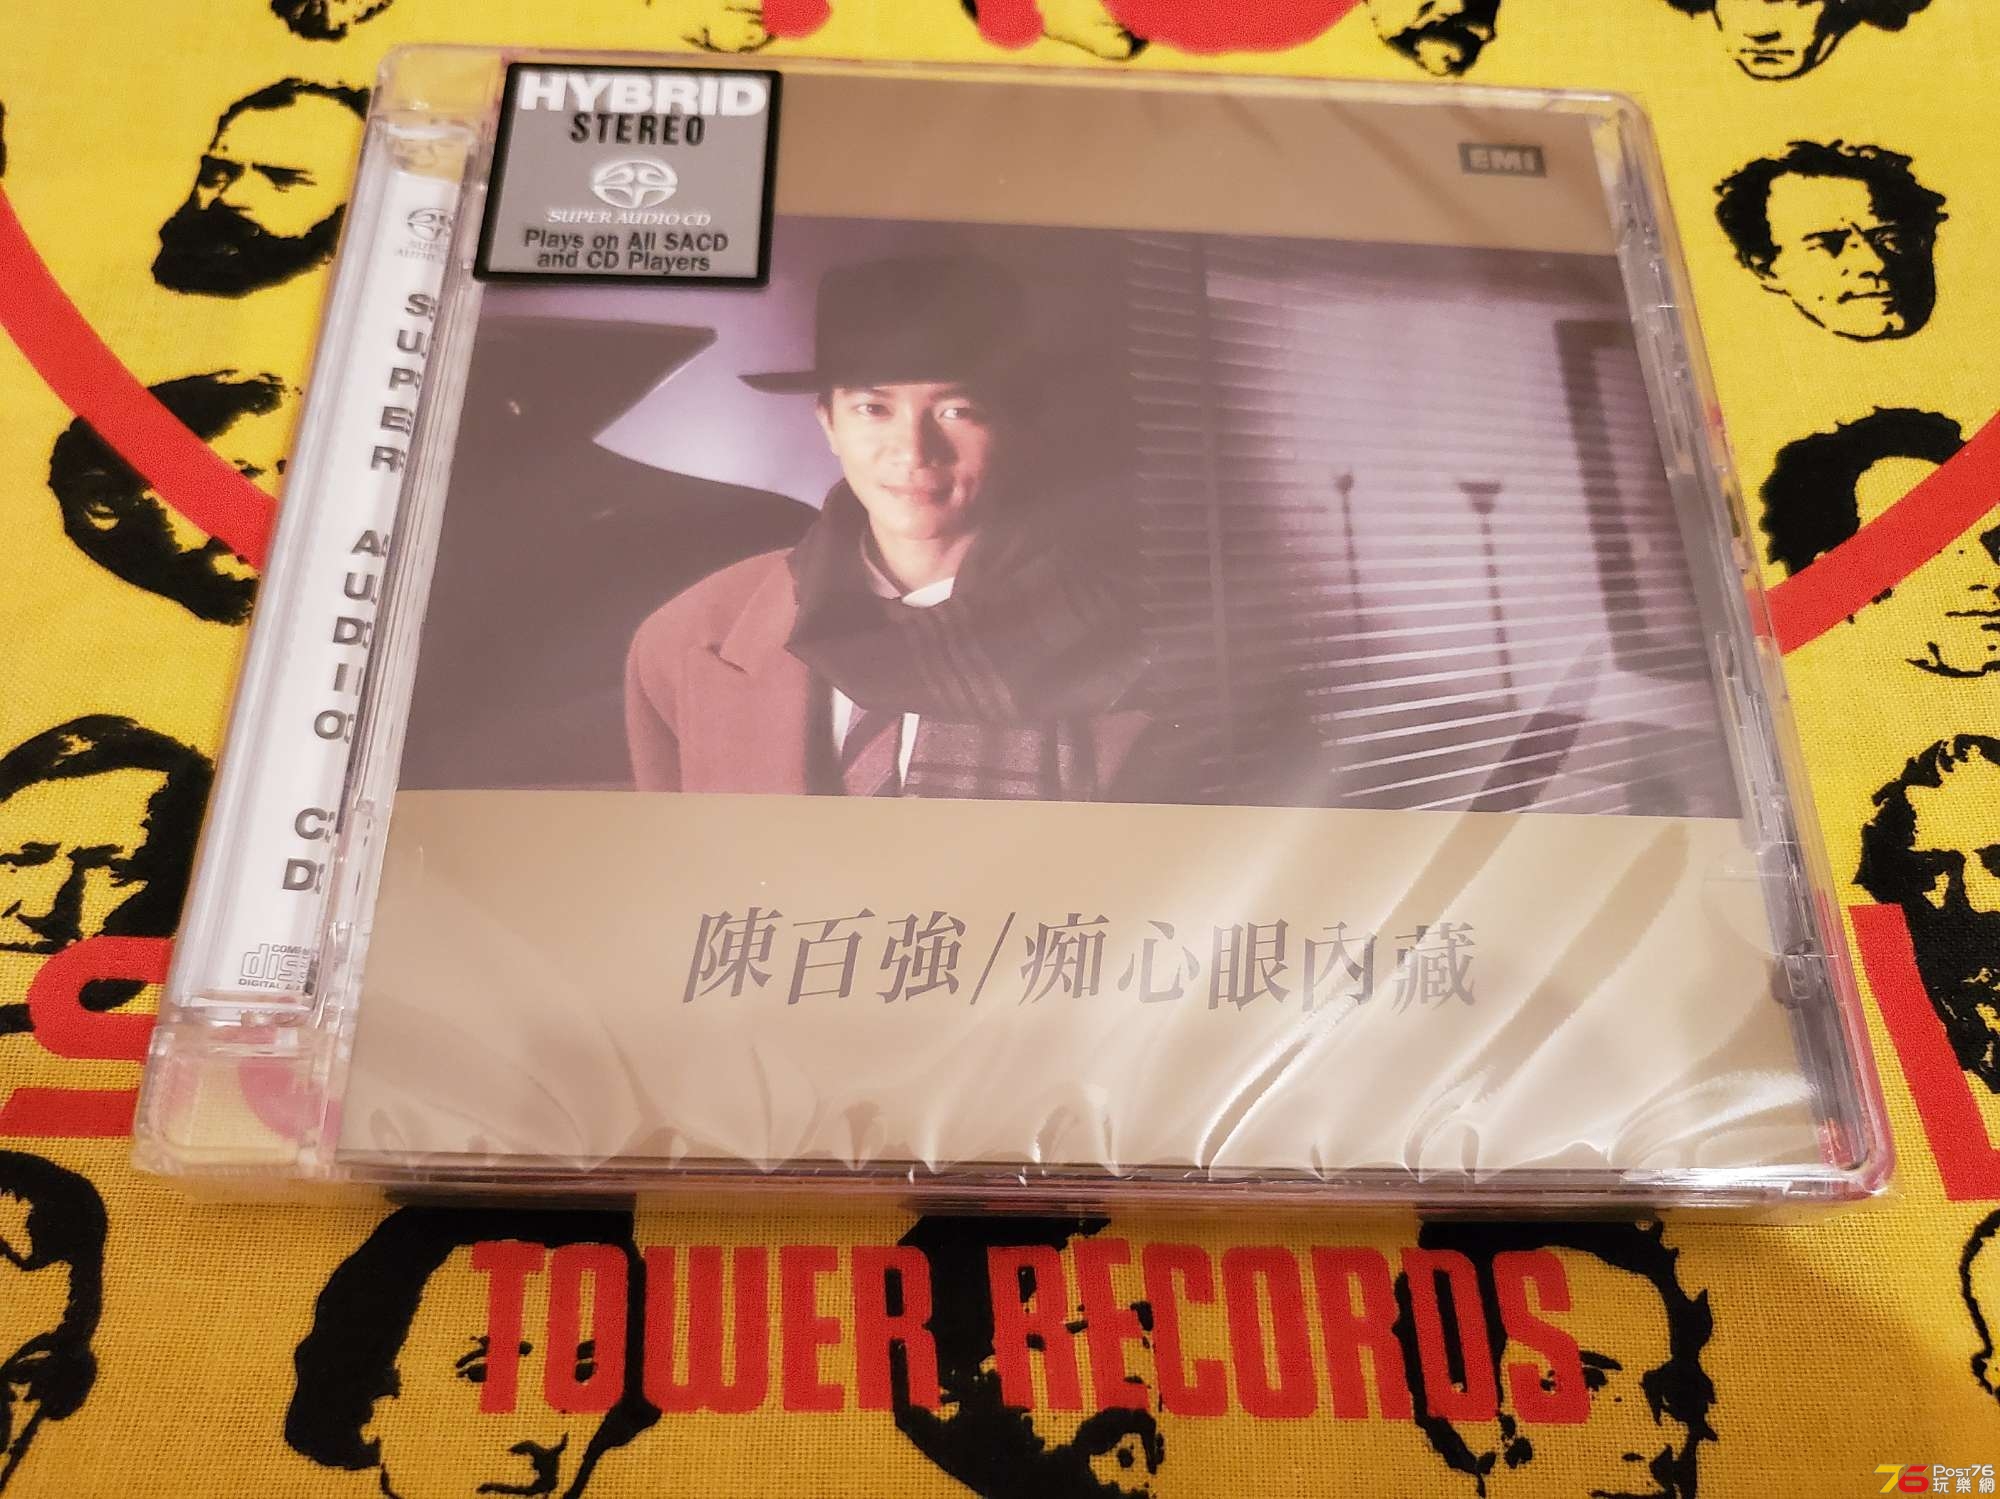 HYBRID
STEREO
SUPER AUDIO CD
Plays on All SACD
and CD Players
EMI
SUPER AUDIO CD
陳百強/痴心眼內藏
TOWER RECORDS
76 Post76
玩樂網